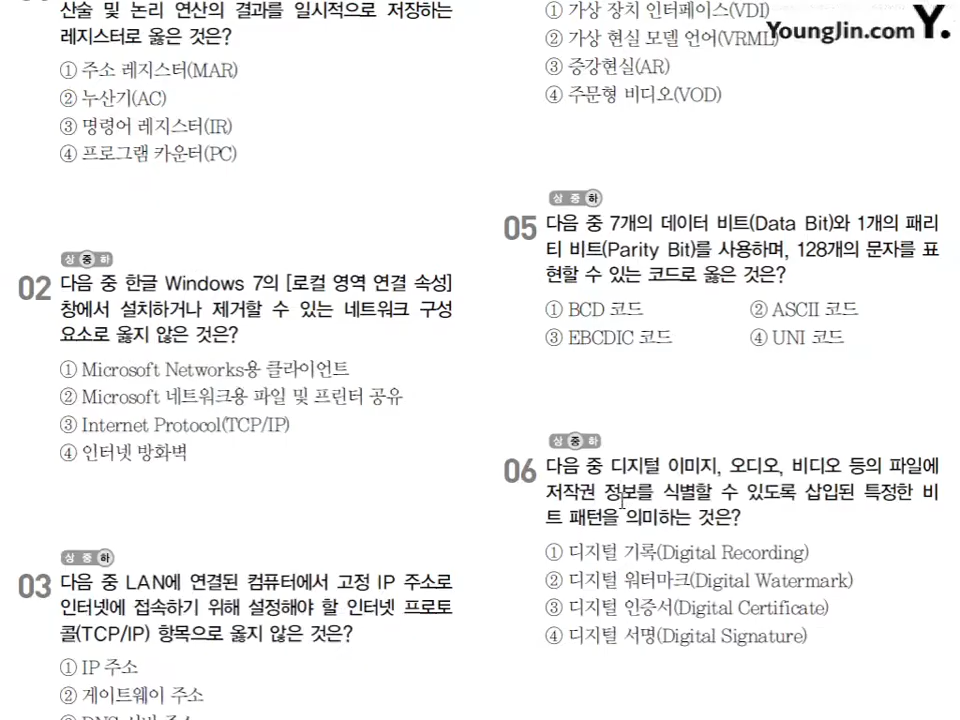 산술 및 논리 연산의 결과를 일시적으로 저장하는
레지스터로 옳은 것은?
① 주소 레지스터(MAR)
② 누산기(AC)
③ 명령어 레지스터(IR)
④ 프로그램 카운터(PC)
상 중 하
02 다음 중 한글 Windows 7의 [로컬 영역 연결 속성]
창에서 설치하거나 제거할 수 있는 네트워크 구성
요소로 옳지 않은 것은?
① Microsoft Networks용 클라이언트
② Microsoft 네트워크용 파일 및 프린터 공유
③ Internet Protocol(TCP/IP)
④ 인터넷 방화벽
상 중 하
03 다음 중 LAN에 연결된 컴퓨터에서 고정 IP 주소로
인터넷에 접속하기 위해 설정해야 할 인터넷 프로토
콜(TCP/IP) 항목으로 옳지 않은 것은?
① IP 주소
② 게이트웨이 주소
① 가상 장치 인터페이스(VDI)
② 가상 현실 모델 언어(VRML)
③ 증강현실(AR)
④ 주문형 비디오(VOD)
YoungJin.com Y.
상 중 하
05 다음 중 7개의 데이터 비트(Data Bit)와 1개의 패리
티 비트(Parity Bit)를 사용하며, 128개의 문자를 표
현할 수 있는 코드로 옳은 것은?
① BCD 코드 ② ASCII 코드
③ EBCDIC 코드 ④ UNI 코드
상 중 하
06 다음 중 디지털 이미지, 오디오, 비디오 등의 파일에
저작권 정보를 식별할 수 있도록 삽입된 특정한 비
트 패턴을 의미하는 것은?
① 디지털 기록(Digital Recording)
② 디지털 워터마크(Digital Watermark)
③ 디지털 인증서(Digital Certificate)
④ 디지털 서명(Digital Signature)